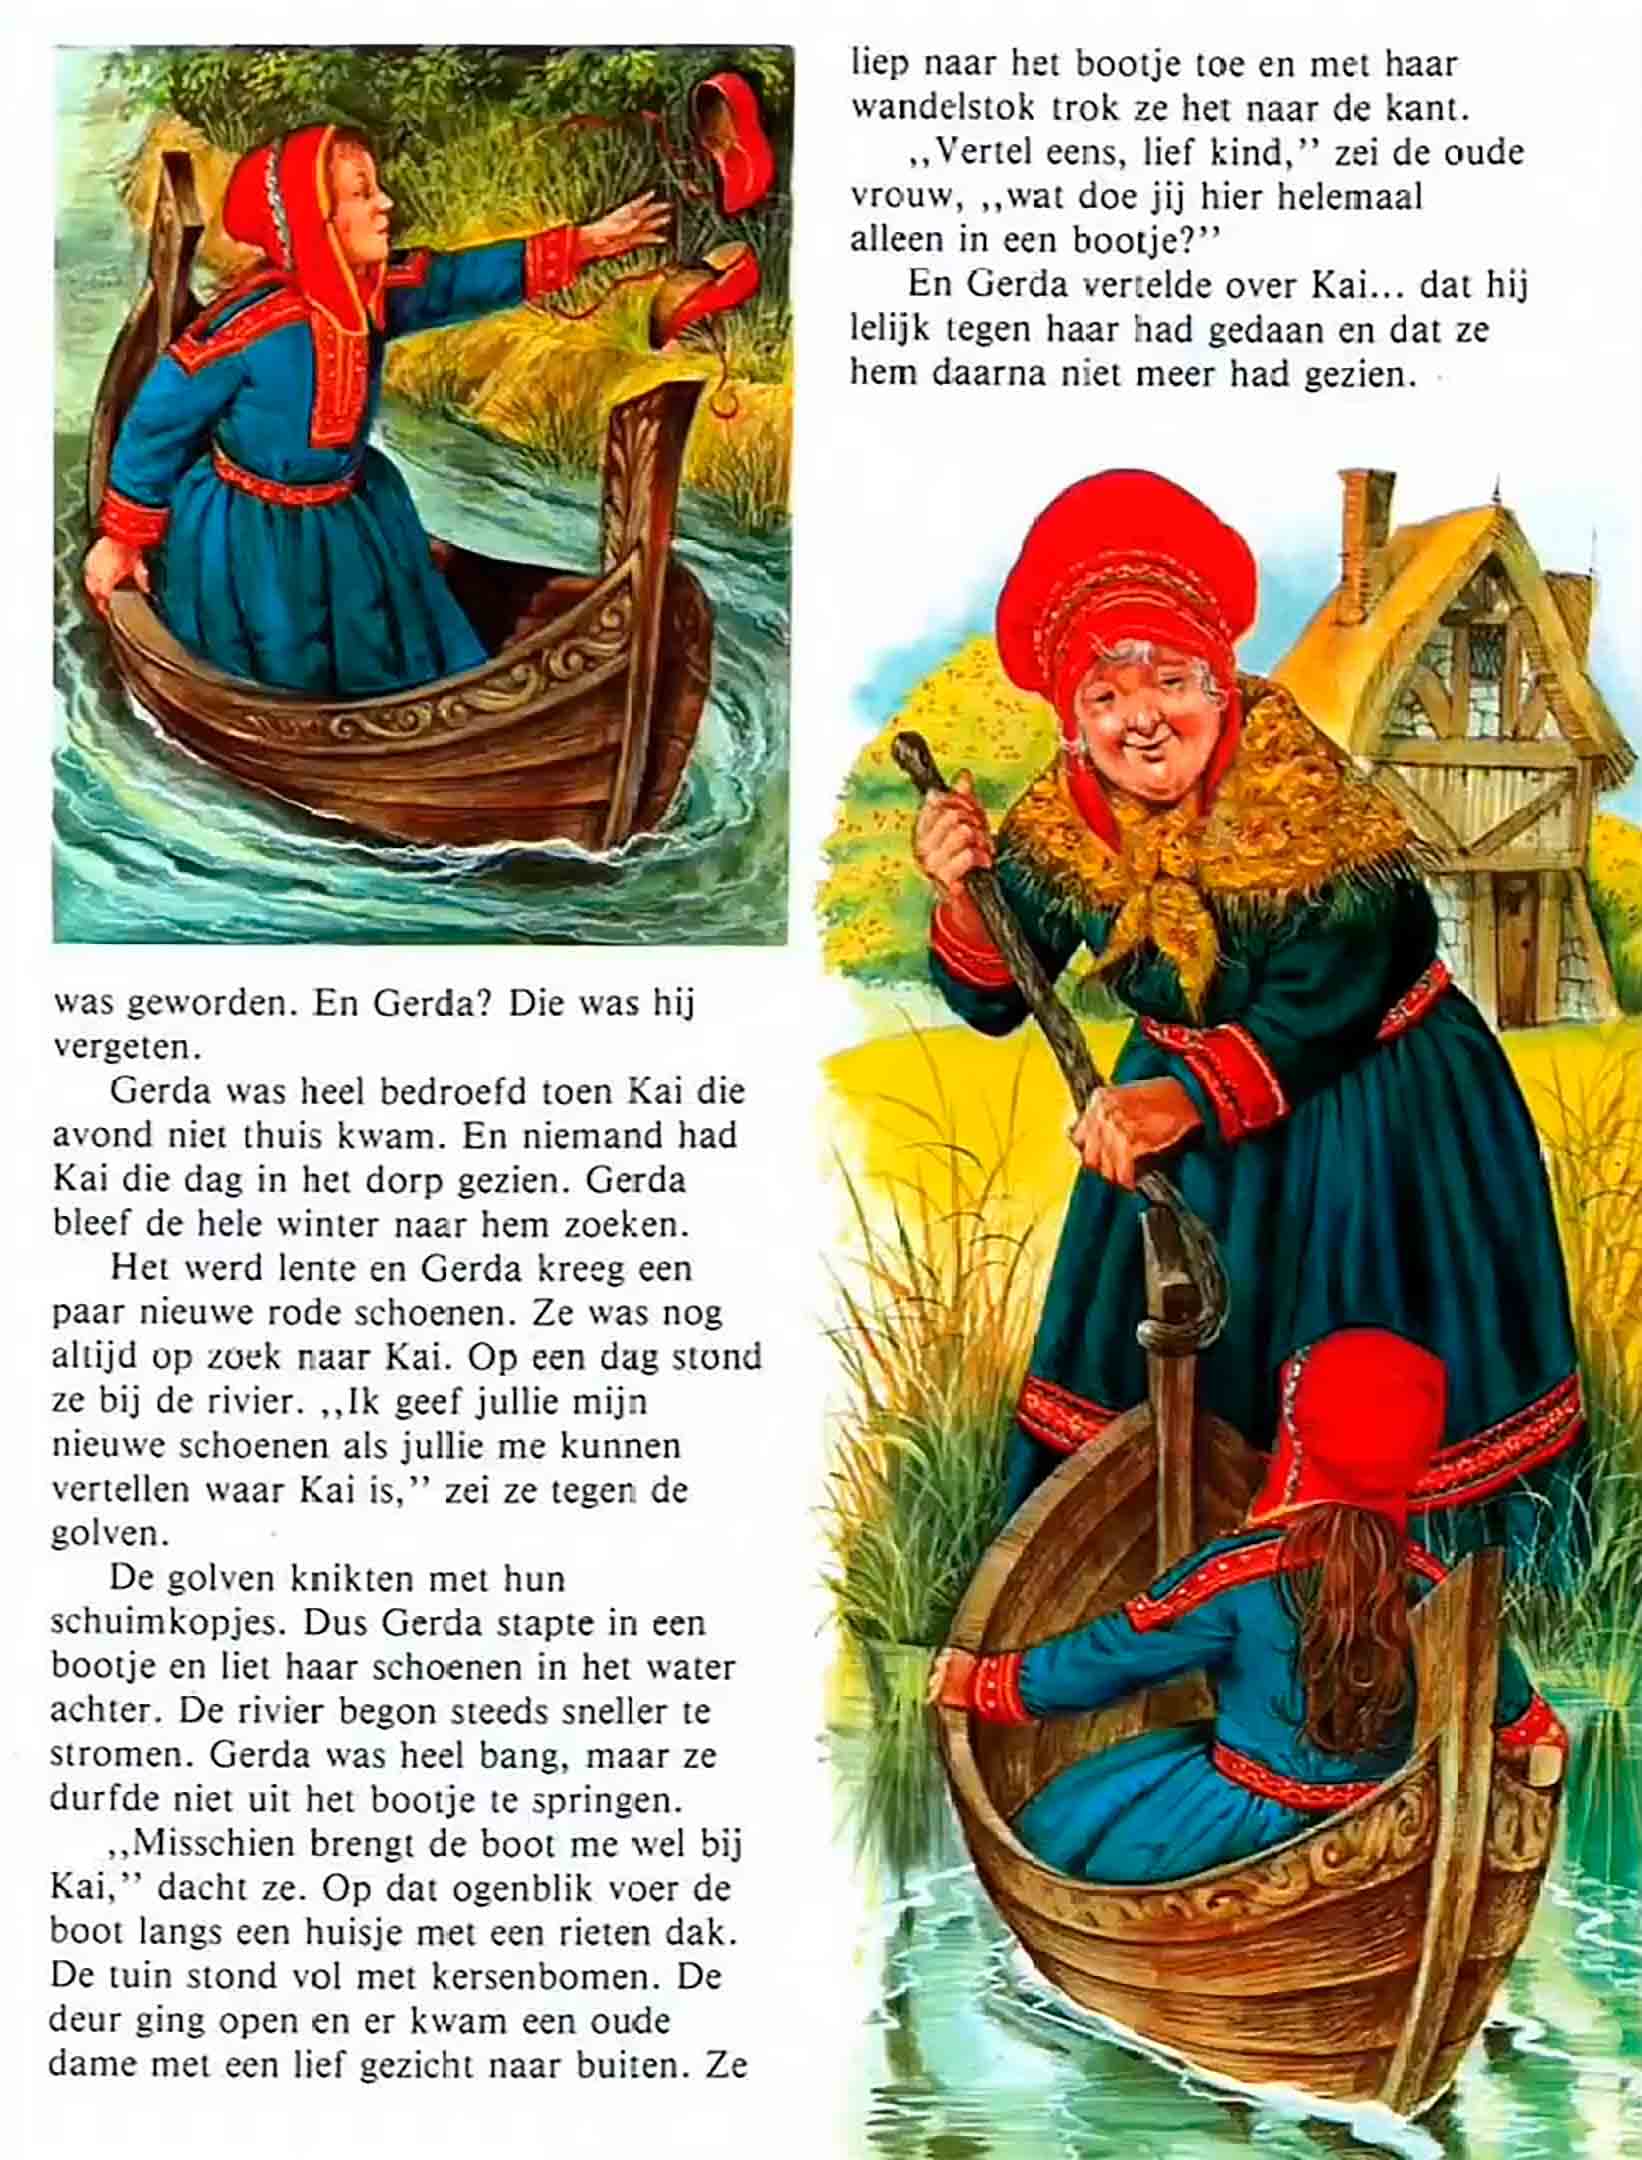 was geworden. En Gerda? Die was hij
vergeten.
Gerda was heel bedroefd toen Kai die
avond niet thuis kwam. En niemand had
Kai die dag in het dorp gezien. Gerda
bleef de hele winter naar hem zoeken.
Het werd lente en Gerda kreeg een
paar nieuwe rode schoenen. Ze was nog
altijd op zoek naar Kai. Op een dag stond
ze bij de rivier. ,,Ik geef jullie mijn
nieuwe schoenen als jullie me kunnen
vertellen waar Kai is,’’ zei ze tegen de
golven.
De golven knikten met hun
schuimkopjes. Dus Gerda stapte in een
bootje en liet haar schoenen in het water
achter. De rivier begon steeds sneller te
stromen. Gerda was heel bang, maar ze
durfde niet uit het bootje te springen.
,,Misschien brengt de boot me wel bij
Kai,’’ dacht ze. Op dat ogenblik voer de
boot langs een huisje met een rieten dak.
De tuin stond vol met kersenbomen. De
deur ging open en er kwam een oude
dame met een lief gezicht naar buiten. Ze
liep naar het bootje toe en met haar
wandelstok trok ze het naar de kant.
,,Vertel eens, lief kind,’’ zei de oude
vrouw, ,,wat doe jij hier helemaal
alleen in een bootje?’’
En Gerda vertelde over Kai... dat hij
lelijk tegen haar had gedaan en dat ze
hem daarna niet meer had gezien.